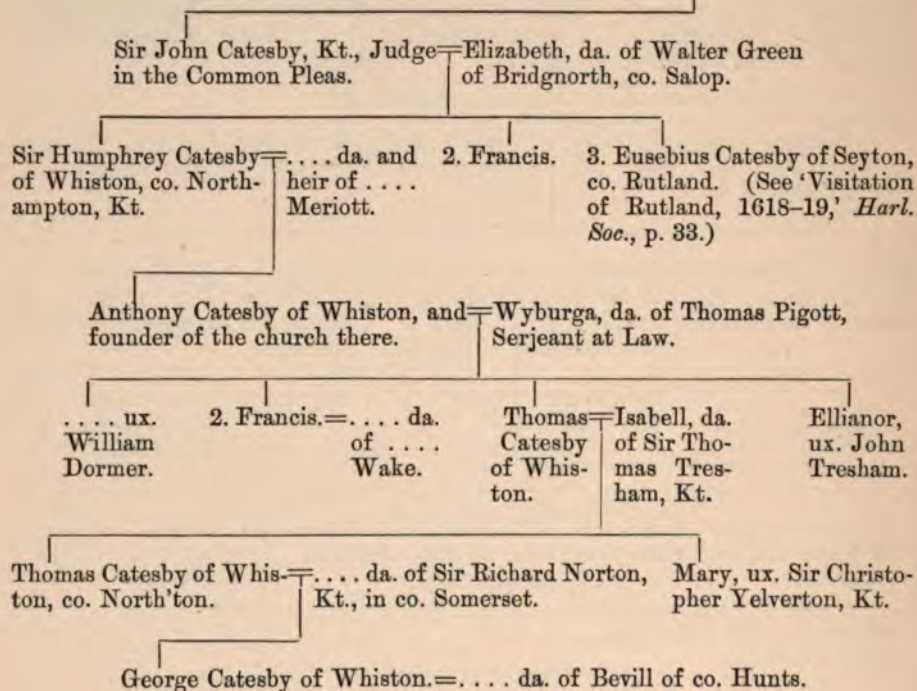 Sir John Catesby, Kt., Judge=Elizabeth, da. of Walter Green
in the Common Pleas. of Bridgnorth, co. Salop.
Sir Humphrey Catesby=. . . . da. and 2. Francis. 3. Eusebius Catesby of Seyton,
of Whiston, co. North- heir of . . . . co. Rutland. (See ‘Visitation
ampton, Kt. Meriott. of Rutland, 1618–19,’ Harl.
Soc., p. 33.)
Anthony Catesby of Whiston, and=Wyburga, da. of Thomas Pigott,
founder of the church there. Serjeant at Law.
. . . . ux. 2. Francis.=. . . . da. Thomas=Isabell, da. Ellianor,
William of . . . . Catesby of Sir Tho- ux. John
Dormer. Wake. of Whis- mas Tres- Tresham.
ton. ham, Kt.
Thomas Catesby of Whis-=. . . . da. of Sir Richard Norton, Mary, ux. Sir Christo-
ton, co. North’ton. Kt., in co. Somerset. pher Yelverton, Kt.
George Catesby of Whiston.=. . . . da. of Bevill of co. Hunts.